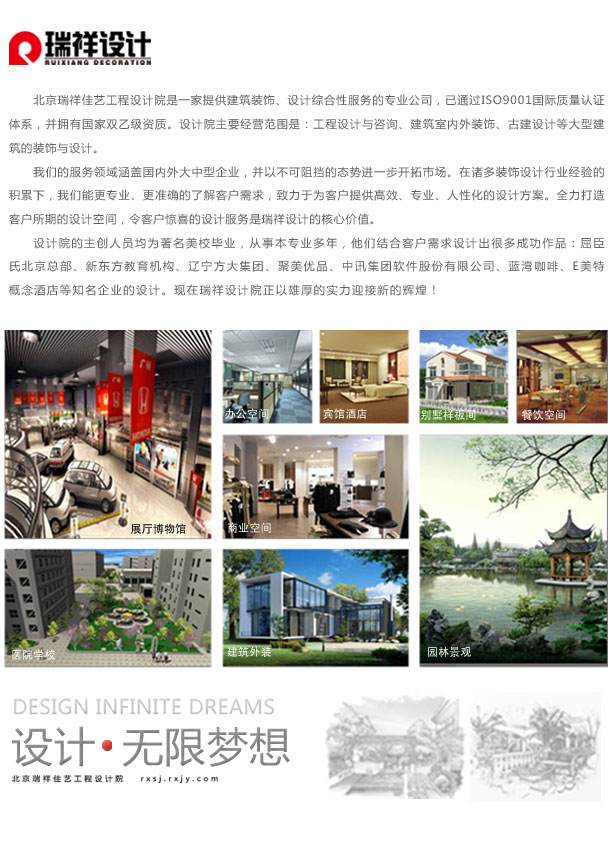 瑞祥设计
RUIXIANG DECORATION
北京瑞祥佳艺工程设计院是一家提供建筑装饰、设计综合性服务的专业公司，已通过ISO9001国际质量认证
体系，并拥有国家双乙级资质。设计院主要经营范围是：工程设计与咨询、建筑室内外装饰、古建设计等大型建
筑的装饰与设计。
我们的服务领域涵盖国内外大中型企业，并以不可阻挡的态势进一步开拓市场。在诸多装饰设计行业经验的
积累下，我们能更专业、更准确的了解客户需求，致力于为客户提供高效、专业、人性化的设计方案。全力打造
客户所期的设计空间，令客户惊喜的设计服务是瑞祥设计的核心价值。
设计院的主创人员均为著名美校毕业，从事本专业多年，他们结合客户需求设计出很多成功作品：屈臣
氏北京总部、新东方教育机构、辽宁方大集团、聚美优品、中讯集团软件股份有限公司、蓝湾咖啡、E美特
概念酒店等知名企业的设计。现在瑞祥设计院正以雄厚的实力迎接新的辉煌！
办公空间
宾馆酒店
别墅样板间
餐饮空间
广州
展厅博物馆
商业空间
医院学校
建筑外装
园林景观
DESIGN INFINITE DREAMS
设计·无限梦想
北京瑞祥佳艺工程设计院 rxsj.rxjy.com